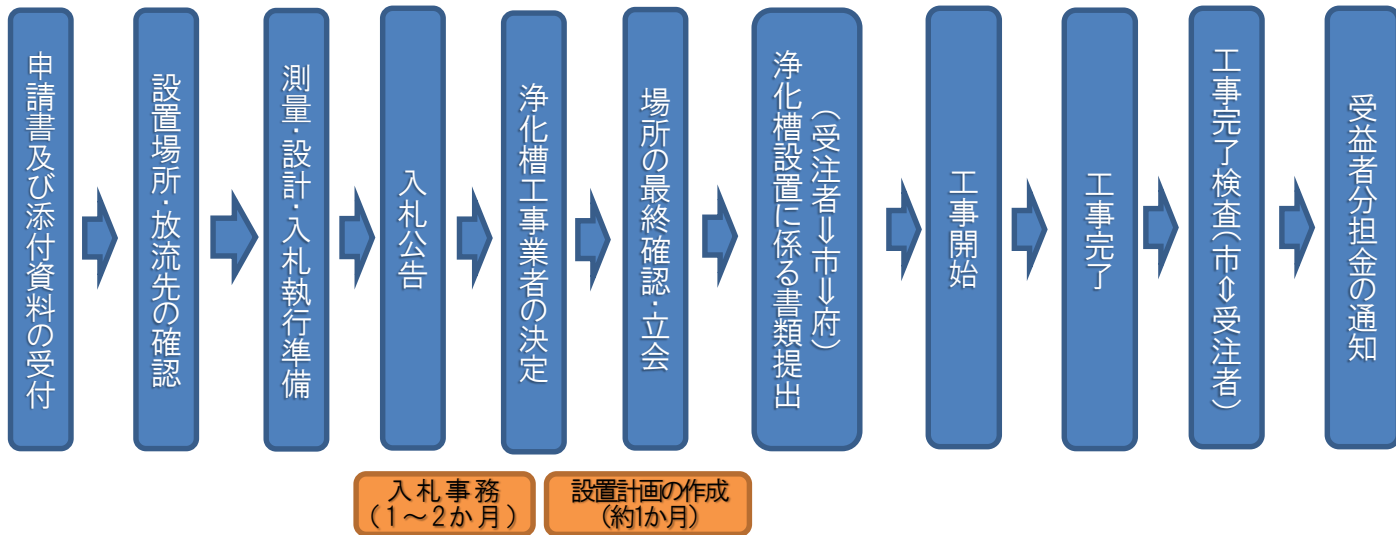 申請書及び添付資料の受付
設置場所・放流先の確認
測量・設計・入札執行準備
入札公告
浄化槽工事業者の決定
場所の最終確認・立会
（受注者⇒市⇒府）
浄化槽設置に係る書類提出
工事開始
工事完了
工事完了検査（市⇔受注者）
受益者分担金の通知
入札事務
（1～2か月）
設置計画の作成
（約1か月）